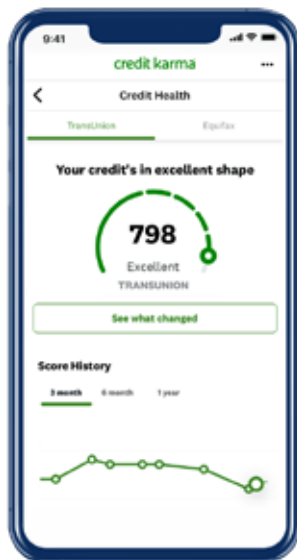 9:41
credit karma
Credit Health
TransUnion
Equifax
Your credit's in excellent shape
798
Excellent
TRANSUNION
See what changed
Score History
3 month
6 month
1 year